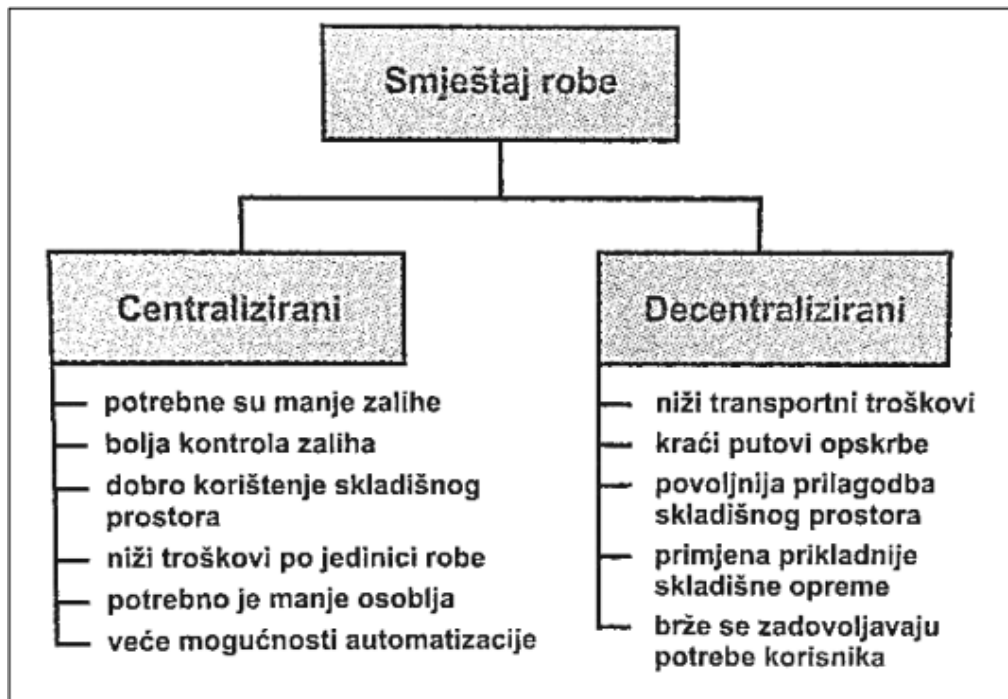 Smještaj robe
Centralizirani
potrebne su manje zalihe
bolja kontrola zaliha
dobro korištenje skladišnog
prostora
niži troškovi po jedinici robe
potrebno je manje osoblja
veće mogućnosti automatizacije
Decentralizirani
niži transportni troškovi
kraći putovi opskrbe
povoljnija prilagodba
skladišnog prostora
primjena prikladnije
skladišne opreme
brže se zadovoljavaju
potrebe korisnika